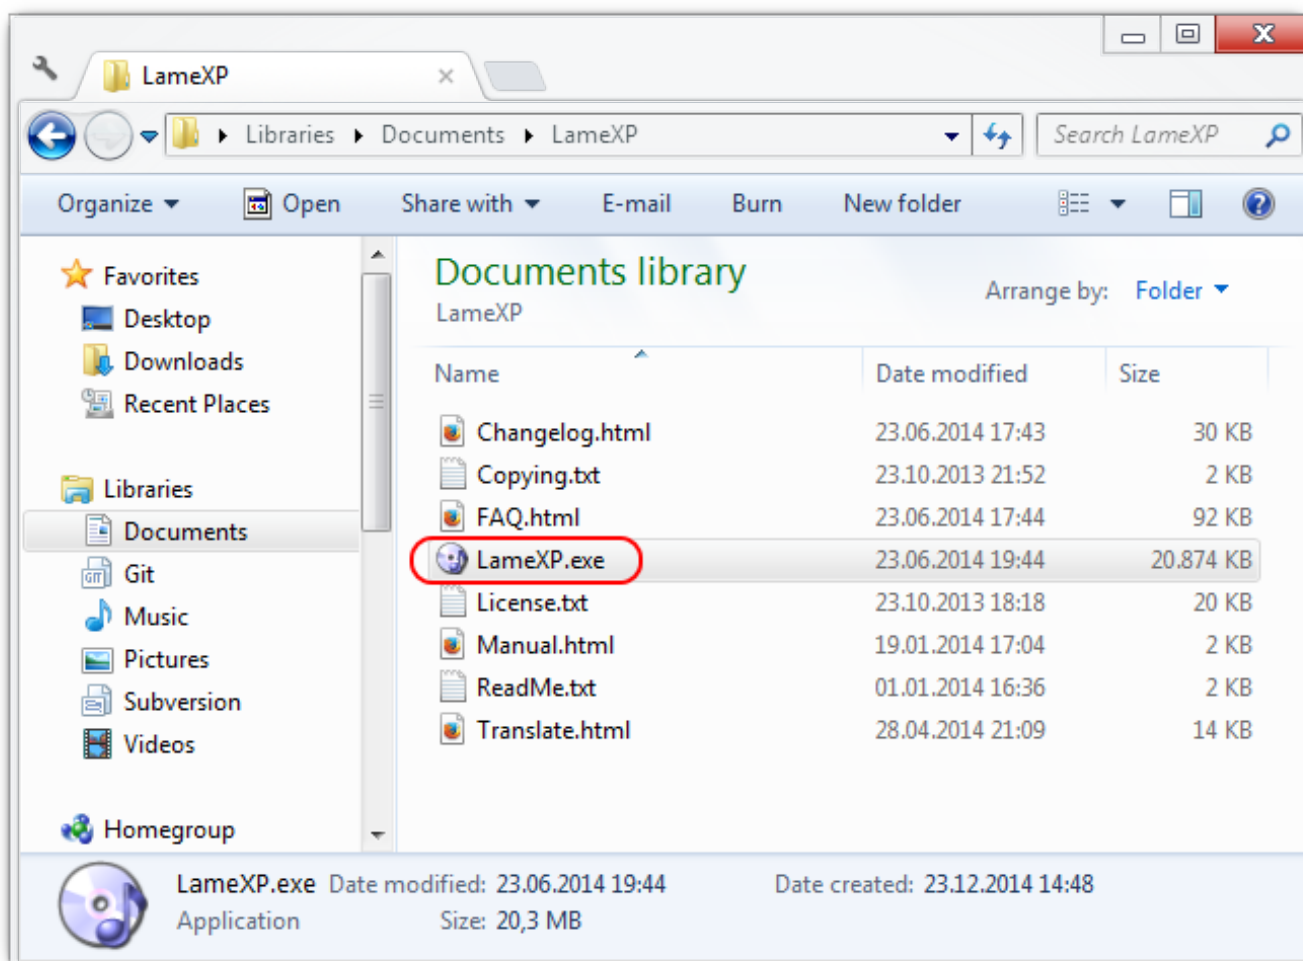 LameXP
Libraries Documents LameXP Search LameXP
Organize Open Share with E-mail Burn New folder
Favorites
Desktop
Downloads
Recent Places
Libraries
Documents
Git
Music
Pictures
Subversion
Videos
Homegroup
Documents library
LameXP
Arrange by: Folder
Name Date modified Size
Changelog.html 23.06.2014 17:43 30 KB
Copying.txt 23.10.2013 21:52 2 KB
FAQ.html 23.06.2014 17:44 92 KB
LameXP.exe 23.06.2014 19:44 20.874 KB
License.txt 23.10.2013 18:18 20 KB
Manual.html 19.01.2014 17:04 2 KB
ReadMe.txt 01.01.2014 16:36 2 KB
Translate.html 28.04.2014 21:09 14 KB
LameXP.exe Date modified: 23.06.2014 19:44 Date created: 23.12.2014 14:48
Application Size: 20,3 MB